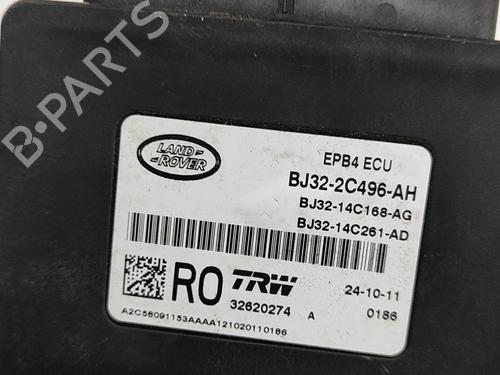 B-PARTS
LAND
ROVER
EPB4 ECU
BJ32-2C496-AH
BJ32-14C168-AG
BJ32-14C261-AD
RO TRW
32620274 A
24-10-11
0186
A2C56091153AAAA121020110186